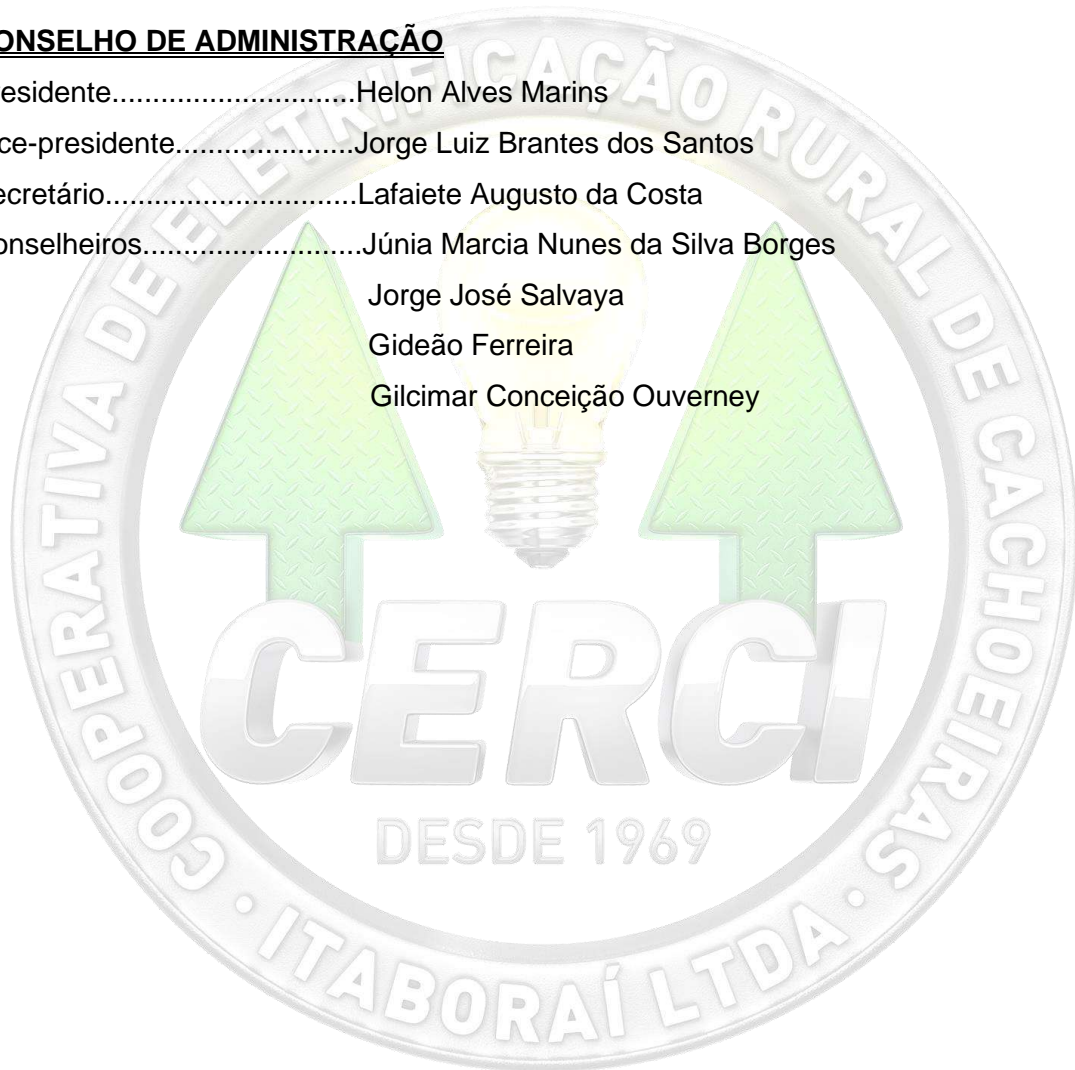 ONSELHO DE ADMINISTRAÇÃO
residente..............................Helon Alves Marins
ce-presidente......................Jorge Luiz Brantes dos Santos
ecretário...............................Lafaiete Augusto da Costa
onselheiros...........................Júnia Marcia Nunes da Silva Borges
Jorge José Salvaya
Gideão Ferreira
Gilcimar Conceição Ouverney
COOPERATIVA DE ELETRIFICAÇÃO RURAL DE CACHOEIRAS · ITABORAÍ LTDA ·
CERCI
DESDE 1969